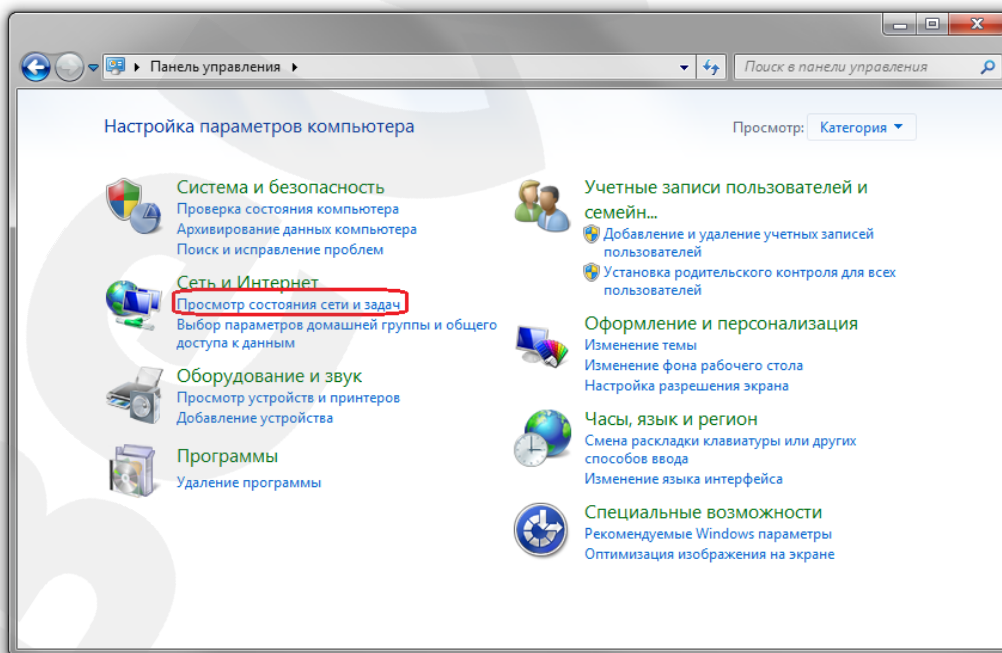 Панель управления
Поиск в панели управления
Настройка параметров компьютера
Просмотр: Категория
Система и безопасность
Проверка состояния компьютера
Архивирование данных компьютера
Поиск и исправление проблем
Сеть и Интернет
Просмотр состояния сети и задач
Выбор параметров домашней группы и общего
доступа к данным
Оборудование и звук
Просмотр устройств и принтеров
Добавление устройства
Программы
Удаление программы
Учетные записи пользователей и
семейн...
Добавление и удаление учетных записей
пользователей
Установка родительского контроля для всех
пользователей
Оформление и персонализация
Изменение темы
Изменение фона рабочего стола
Настройка разрешения экрана
Часы, язык и регион
Смена раскладки клавиатуры или других
способов ввода
Изменение языка интерфейса
Специальные возможности
Рекомендуемые Windows параметры
Оптимизация изображения на экране